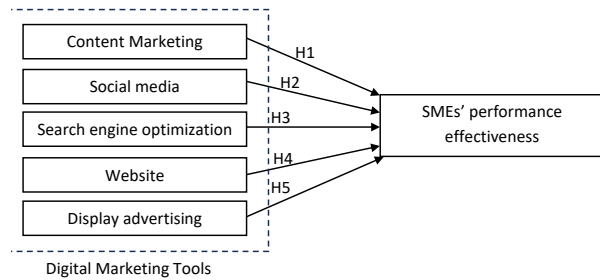 Content Marketing
H1
Social media
H2
SMEs' performance
effectiveness
Search engine optimization
H3
Website
H4
Display advertising
H5
Digital Marketing Tools